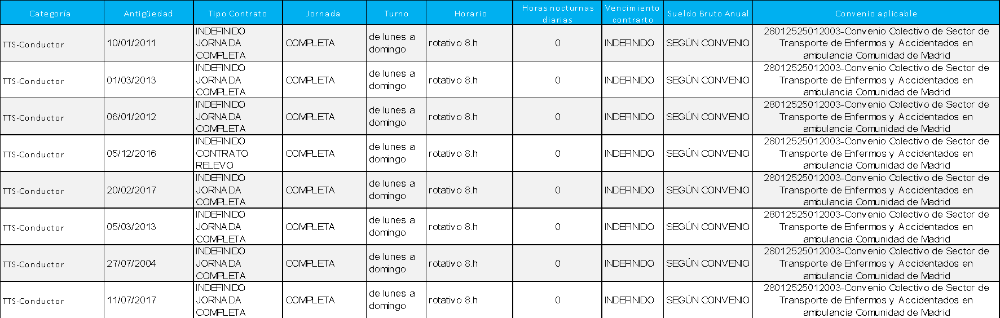 Categoría Antigüedad Tipo Contrato Jornada Turno Horario Horas nocturnas diarias Vencimiento contrarto Sueldo Bruto Anual Convenio aplicable
TTS-Conductor 10/01/2011 INDEFINIDO JORNADA COMPLETA COMPLETA de lunes a domingo rotativo 8.h 0 INDEFINIDO SEGÚN CONVENIO 28012525012003-Convenio Colectivo de Sector de Transporte de Enfermos y Accidentados en ambulancia Comunidad de Madrid
TTS-Conductor 01/03/2013 INDEFINIDO JORNADA COMPLETA COMPLETA de lunes a domingo rotativo 8.h 0 INDEFINIDO SEGÚN CONVENIO 28012525012003-Convenio Colectivo de Sector de Transporte de Enfermos y Accidentados en ambulancia Comunidad de Madrid
TTS-Conductor 06/01/2012 INDEFINIDO JORNADA COMPLETA COMPLETA de lunes a domingo rotativo 8.h 0 INDEFINIDO SEGÚN CONVENIO 28012525012003-Convenio Colectivo de Sector de Transporte de Enfermos y Accidentados en ambulancia Comunidad de Madrid
TTS-Conductor 05/12/2016 INDEFINIDO CONTRATO RELEVO COMPLETA de lunes a domingo rotativo 8.h 0 INDEFINIDO SEGÚN CONVENIO 28012525012003-Convenio Colectivo de Sector de Transporte de Enfermos y Accidentados en ambulancia Comunidad de Madrid
TTS-Conductor 20/02/2017 INDEFINIDO JORNADA COMPLETA COMPLETA de lunes a domingo rotativo 8.h 0 INDEFINIDO SEGÚN CONVENIO 28012525012003-Convenio Colectivo de Sector de Transporte de Enfermos y Accidentados en ambulancia Comunidad de Madrid
TTS-Conductor 05/03/2013 INDEFINIDO JORNADA COMPLETA COMPLETA de lunes a domingo rotativo 8.h 0 INDEFINIDO SEGÚN CONVENIO 28012525012003-Convenio Colectivo de Sector de Transporte de Enfermos y Accidentados en ambulancia Comunidad de Madrid
TTS-Conductor 27/07/2004 INDEFINIDO JORNADA COMPLETA COMPLETA de lunes a domingo rotativo 8.h 0 INDEFINIDO SEGÚN CONVENIO 28012525012003-Convenio Colectivo de Sector de Transporte de Enfermos y Accidentados en ambulancia Comunidad de Madrid
TTS-Conductor 11/07/2017 INDEFINIDO JORNADA COMPLETA COMPLETA de lunes a domingo rotativo 8.h 0 INDEFINIDO SEGÚN CONVENIO 28012525012003-Convenio Colectivo de Sector de Transporte de Enfermos y Accidentados en ambulancia Comunidad de Madrid